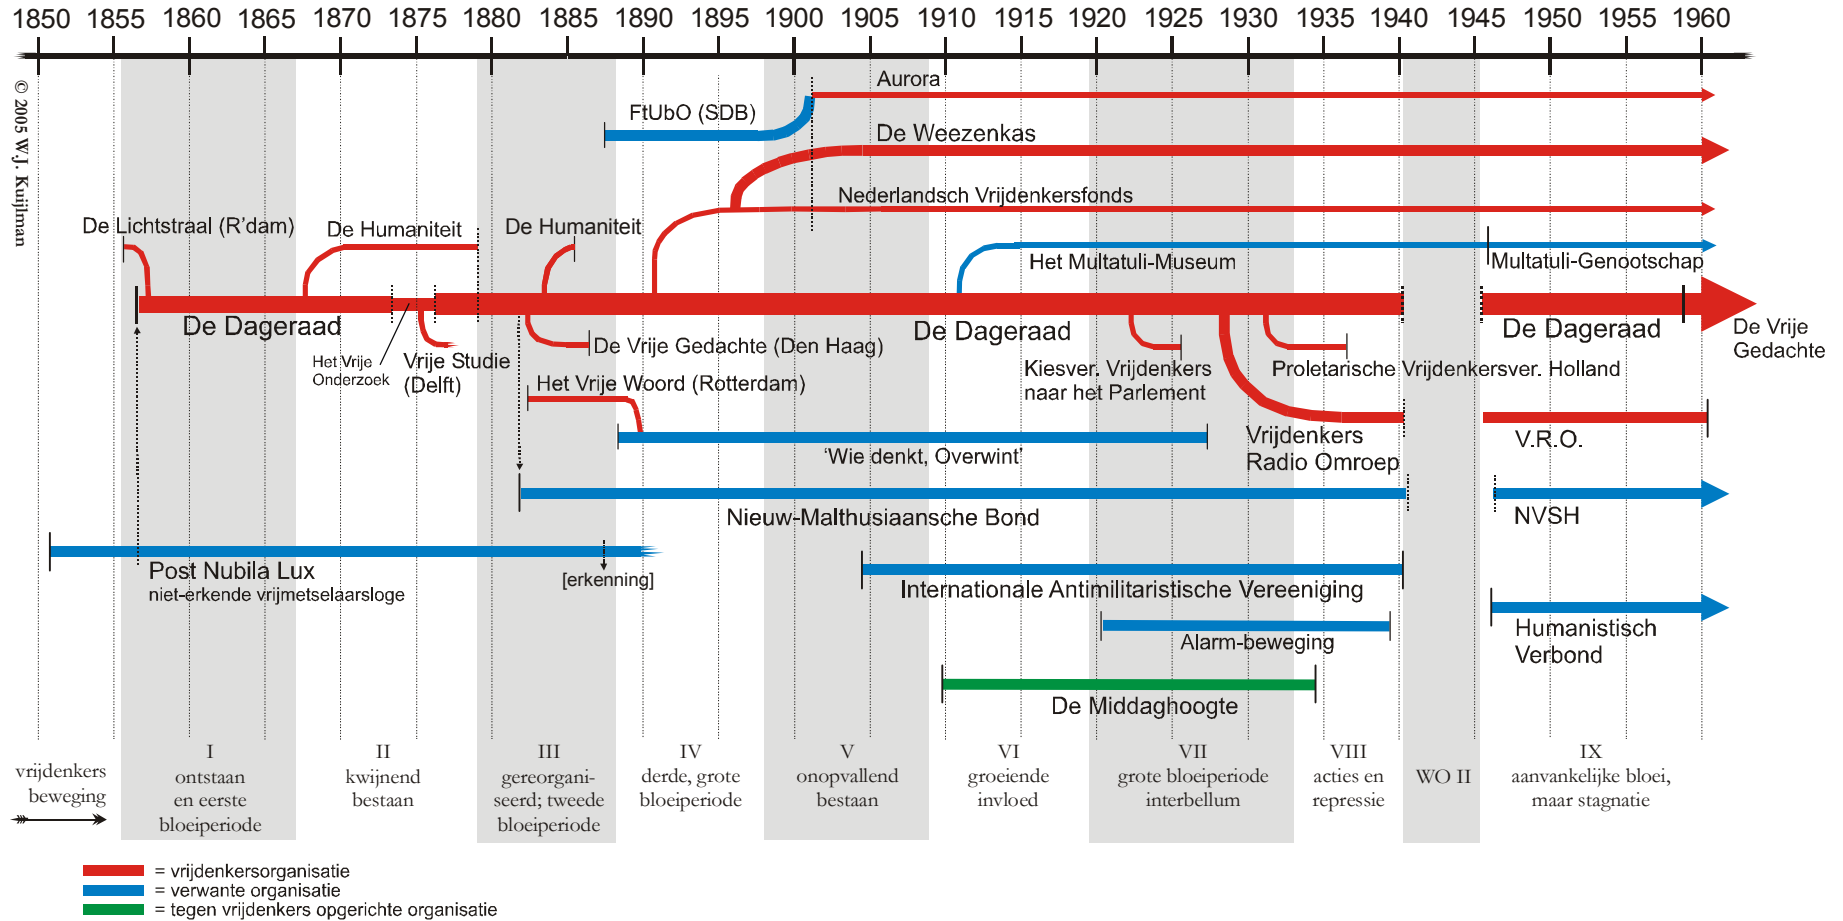 1850 1855 1860 1865 1870 1875 1880 1885 1890 1895 1900 1905 1910 1915 1920 1925 1930 1935 1940 1945 1950 1955 1960
© 2005 W.J. Kuijlman
Aurora
FtUbO (SDB)
De Weezenkas
Nederlandsch Vrijdenkersfonds
De Lichtstraal (R'dam)
De Humaniteit
De Humaniteit
Het Multatuli-Museum
Multatuli-Genootschap
De Dageraad
De Dageraad
De Dageraad
De Vrije
Gedachte
Het Vrije
Onderzoek
Vrije Studie
(Delft)
De Vrije Gedachte (Den Haag)
Kiesver. Vrijdenkers
naar het Parlement
Proletarische Vrijdenkersver. Holland
Het Vrije Woord (Rotterdam)
'Wie denkt, Overwint'
Vrijdenkers
Radio Omroep
V.R.O.
Nieuw-Malthusiaansche Bond
NVSH
Post Nubila Lux
niet-erkende vrijmetselaarsloge
[erkenning]
Internationale Antimilitaristische Vereeniging
Alarm-beweging
Humanistisch
Verbond
De Middaghoogte
vrijdenkers
beweging
I
ontstaan
en eerste
bloeiperiode
II
kwijnend
bestaan
III
gereorgani-
seerd; tweede
bloeiperiode
IV
derde, grote
bloeiperiode
V
onopvallend
bestaan
VI
groeiende
invloed
VII
grote bloeiperiode
interbellum
VIII
acties en
repressie
WO II
IX
aanvankelijke bloei,
maar stagnatie
= vrijdenkersorganisatie
= verwante organisatie
= tegen vrijdenkers opgerichte organisatie